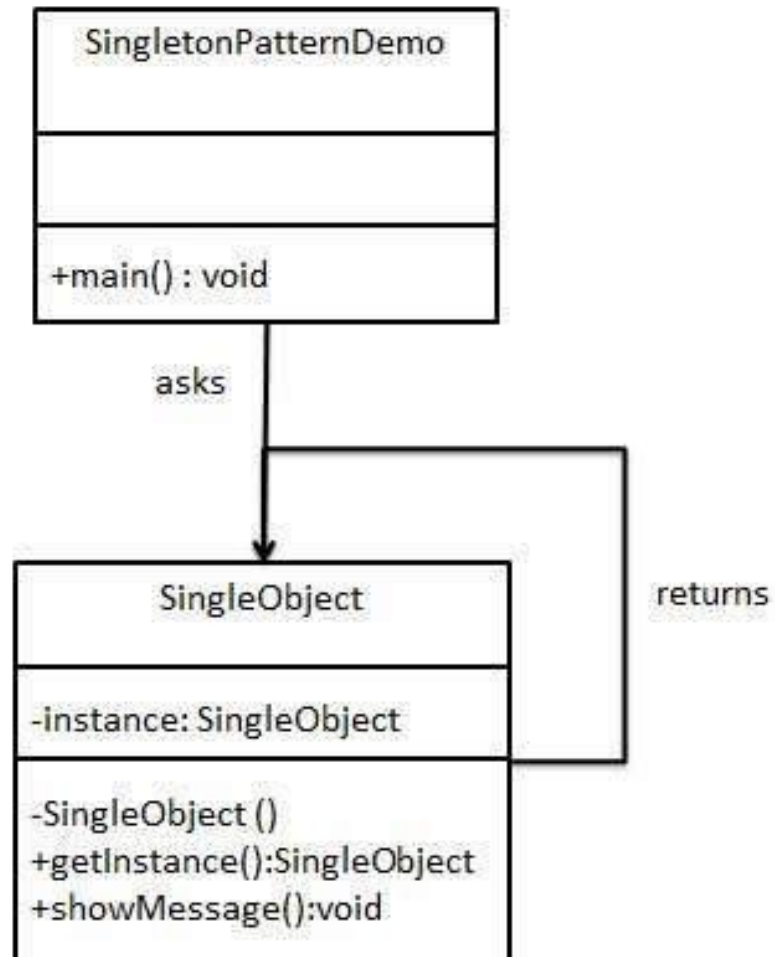 SingletonPatternDemo
+main() : void
asks
SingleObject
returns
-instance: SingleObject
-SingleObject ()
+getInstance():SingleObject
+showMessage():void